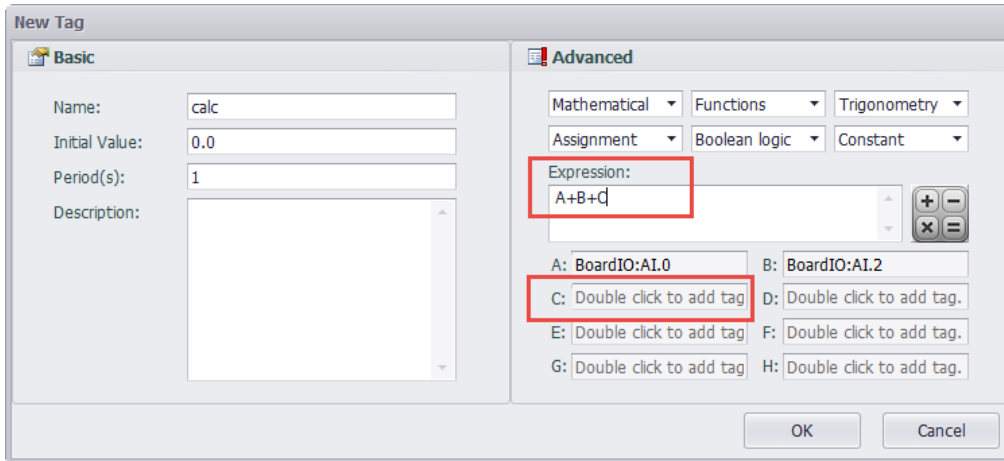 New Tag
Basic
Name: calc
Initial Value: 0.0
Period(s): 1
Description:
Advanced
Mathematical Functions Trigonometry
Assignment Boolean logic Constant
Expression:
A+B+C
A: BoardIO:AI.0 B: BoardIO:AI.2
C: Double click to add tag D: Double click to add tag.
E: Double click to add tag F: Double click to add tag.
G: Double click to add tag H: Double click to add tag.
OK Cancel